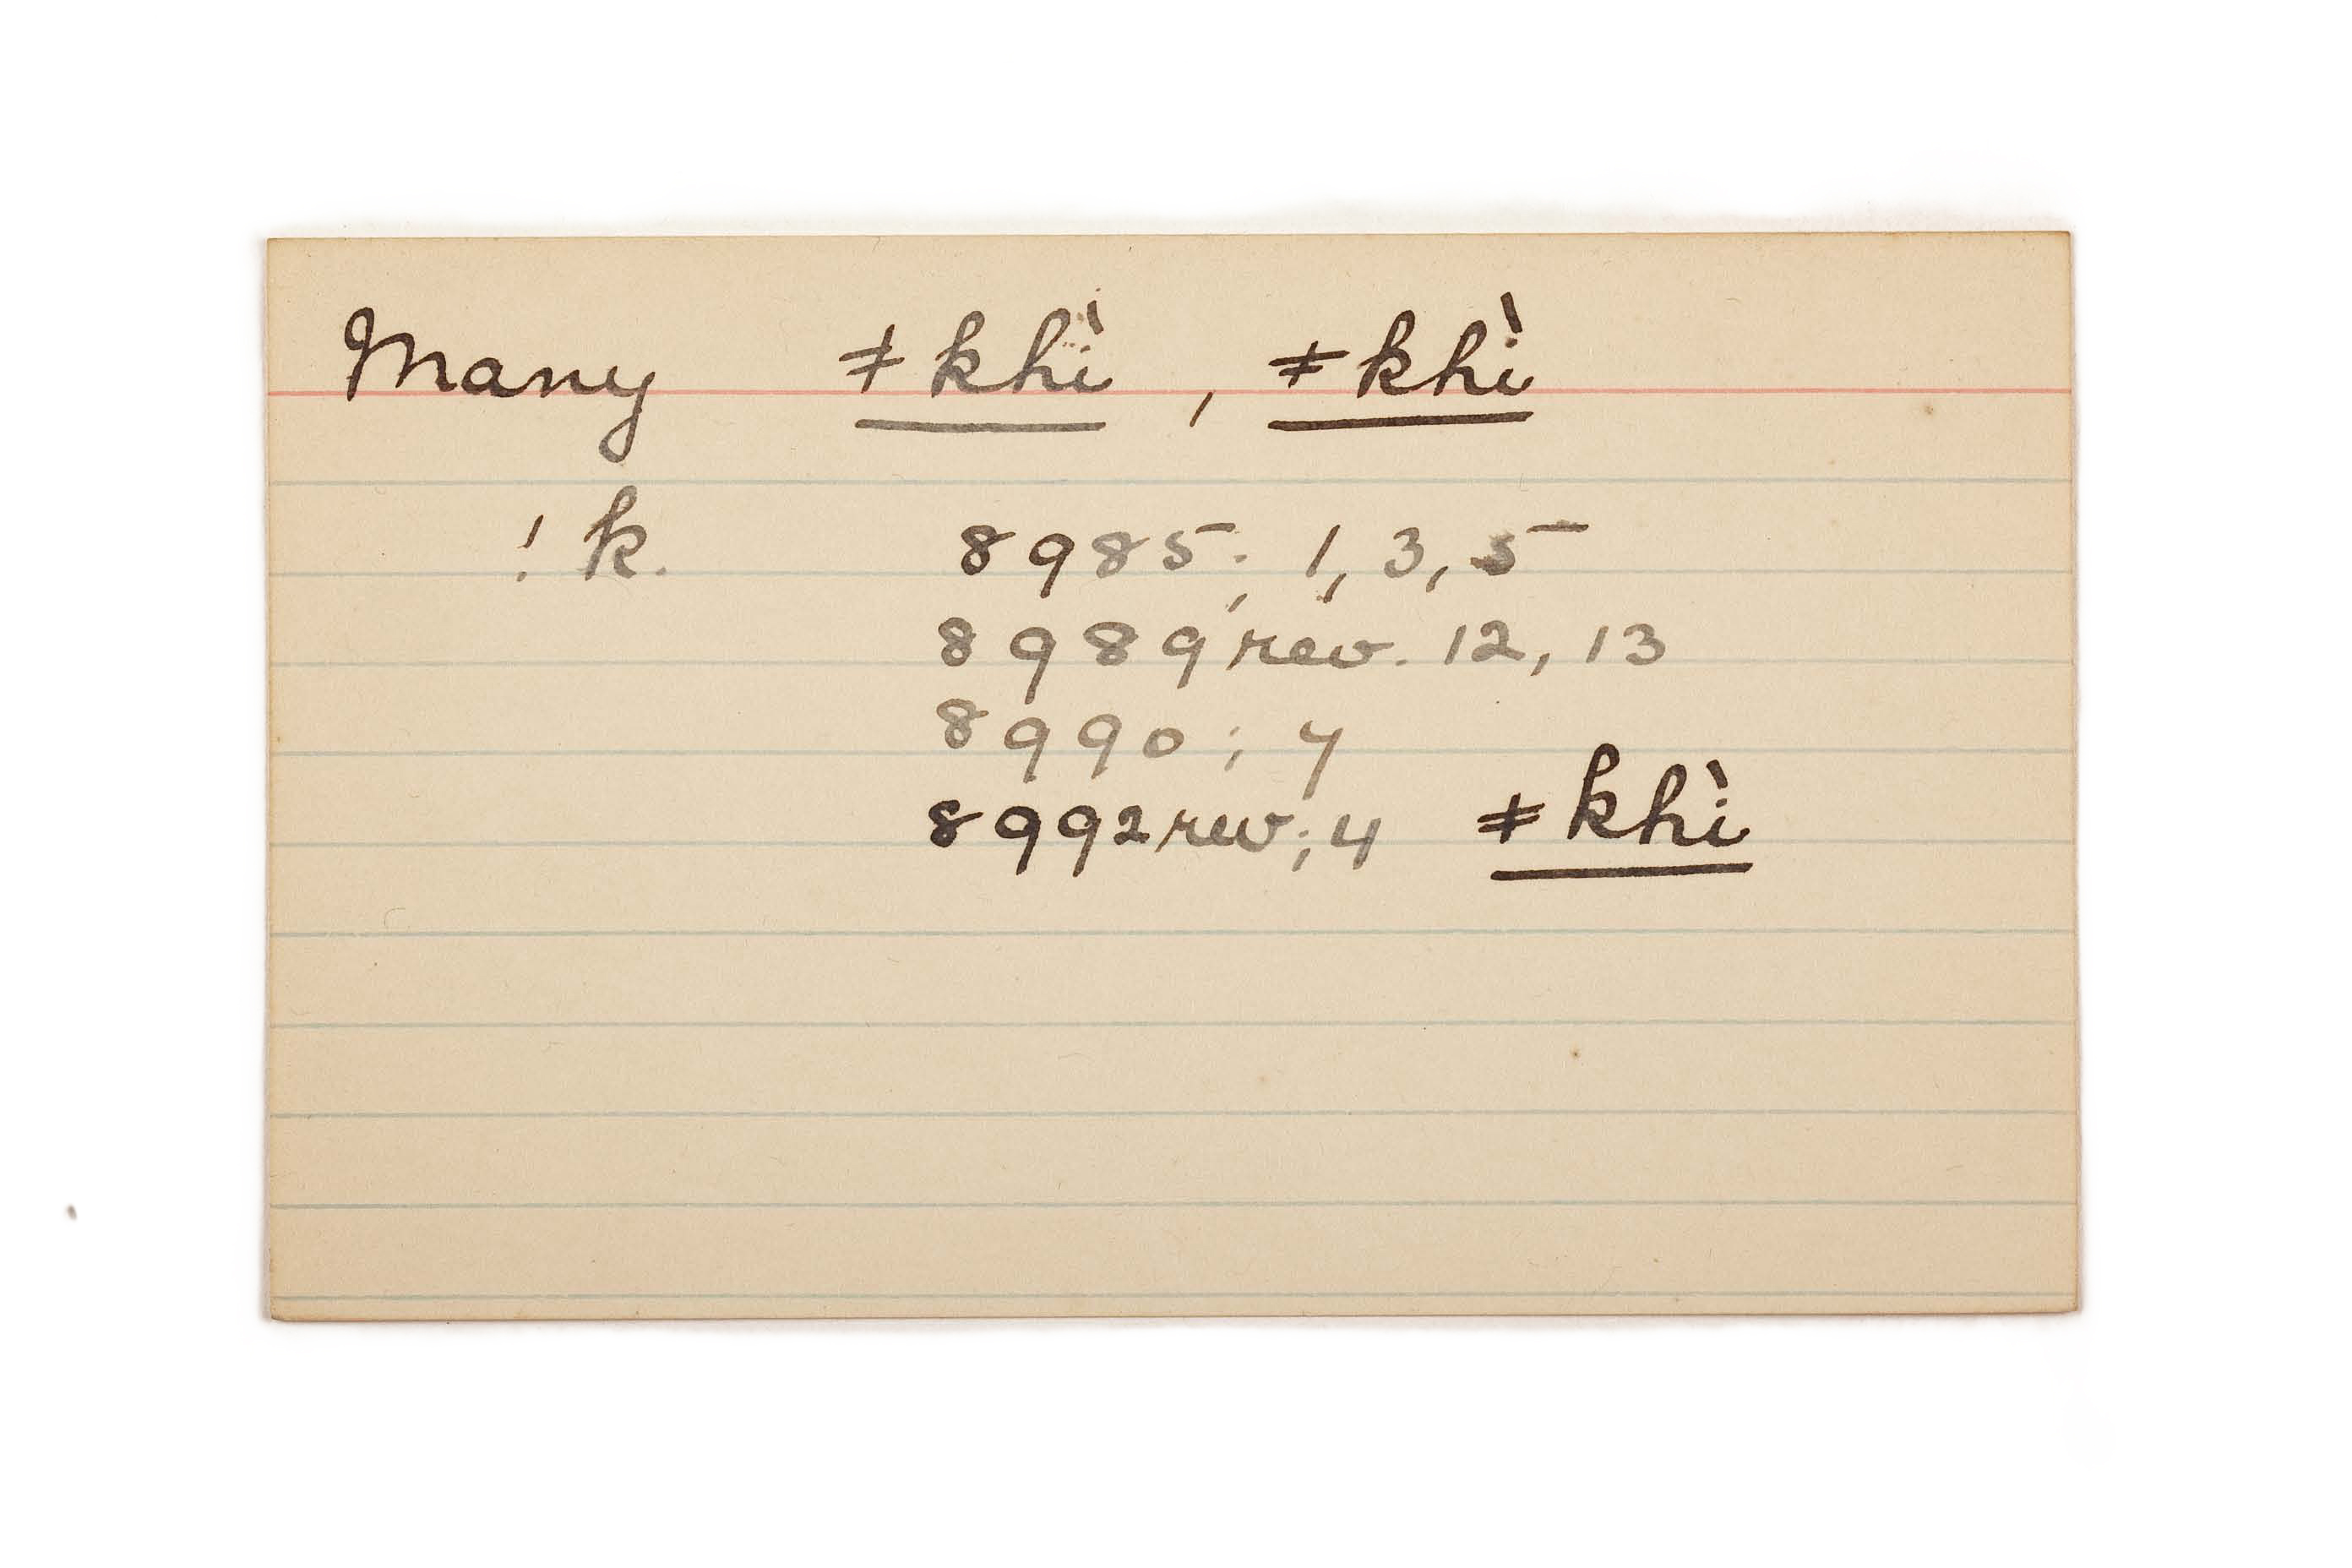 Many ǂkhì, ǂkhì
!k. 8985; 1, 3, 5
8989 rev. 12, 13
8990; 7
8992 rev; 4 ǂkhì